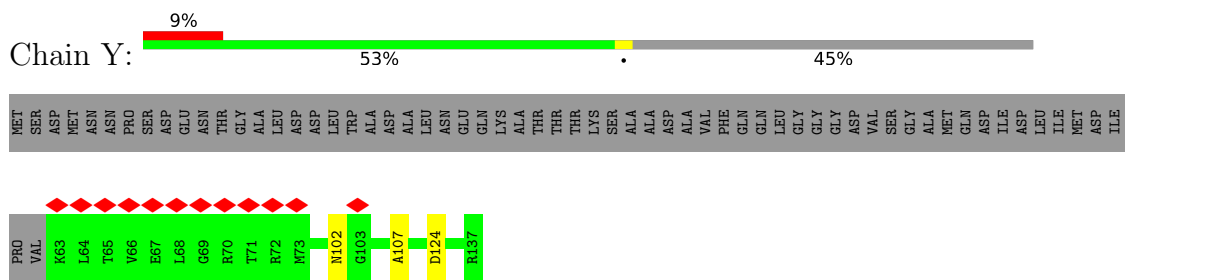 9%
Chain Y:
53% • 45%
MET SER ASP MET ASN ASN PRO SER ASP GLU ASN THR GLY ALA LEU ASP ASP LEU TRP ALA ASP ALA LEU ASN GLU GLN LYS ALA THR THR THR LYS SER ALA ALA ASP ALA VAL PHE GLN GLN LEU GLY GLY GLY ASP VAL SER GLY ALA MET GLN ASP ILE ASP LEU ILE MET ASP ILE
PRO VAL K63 L64 T65 V66 E67 L68 G69 R70 T71 R72 M73 N102 G103 A107 D124 R137